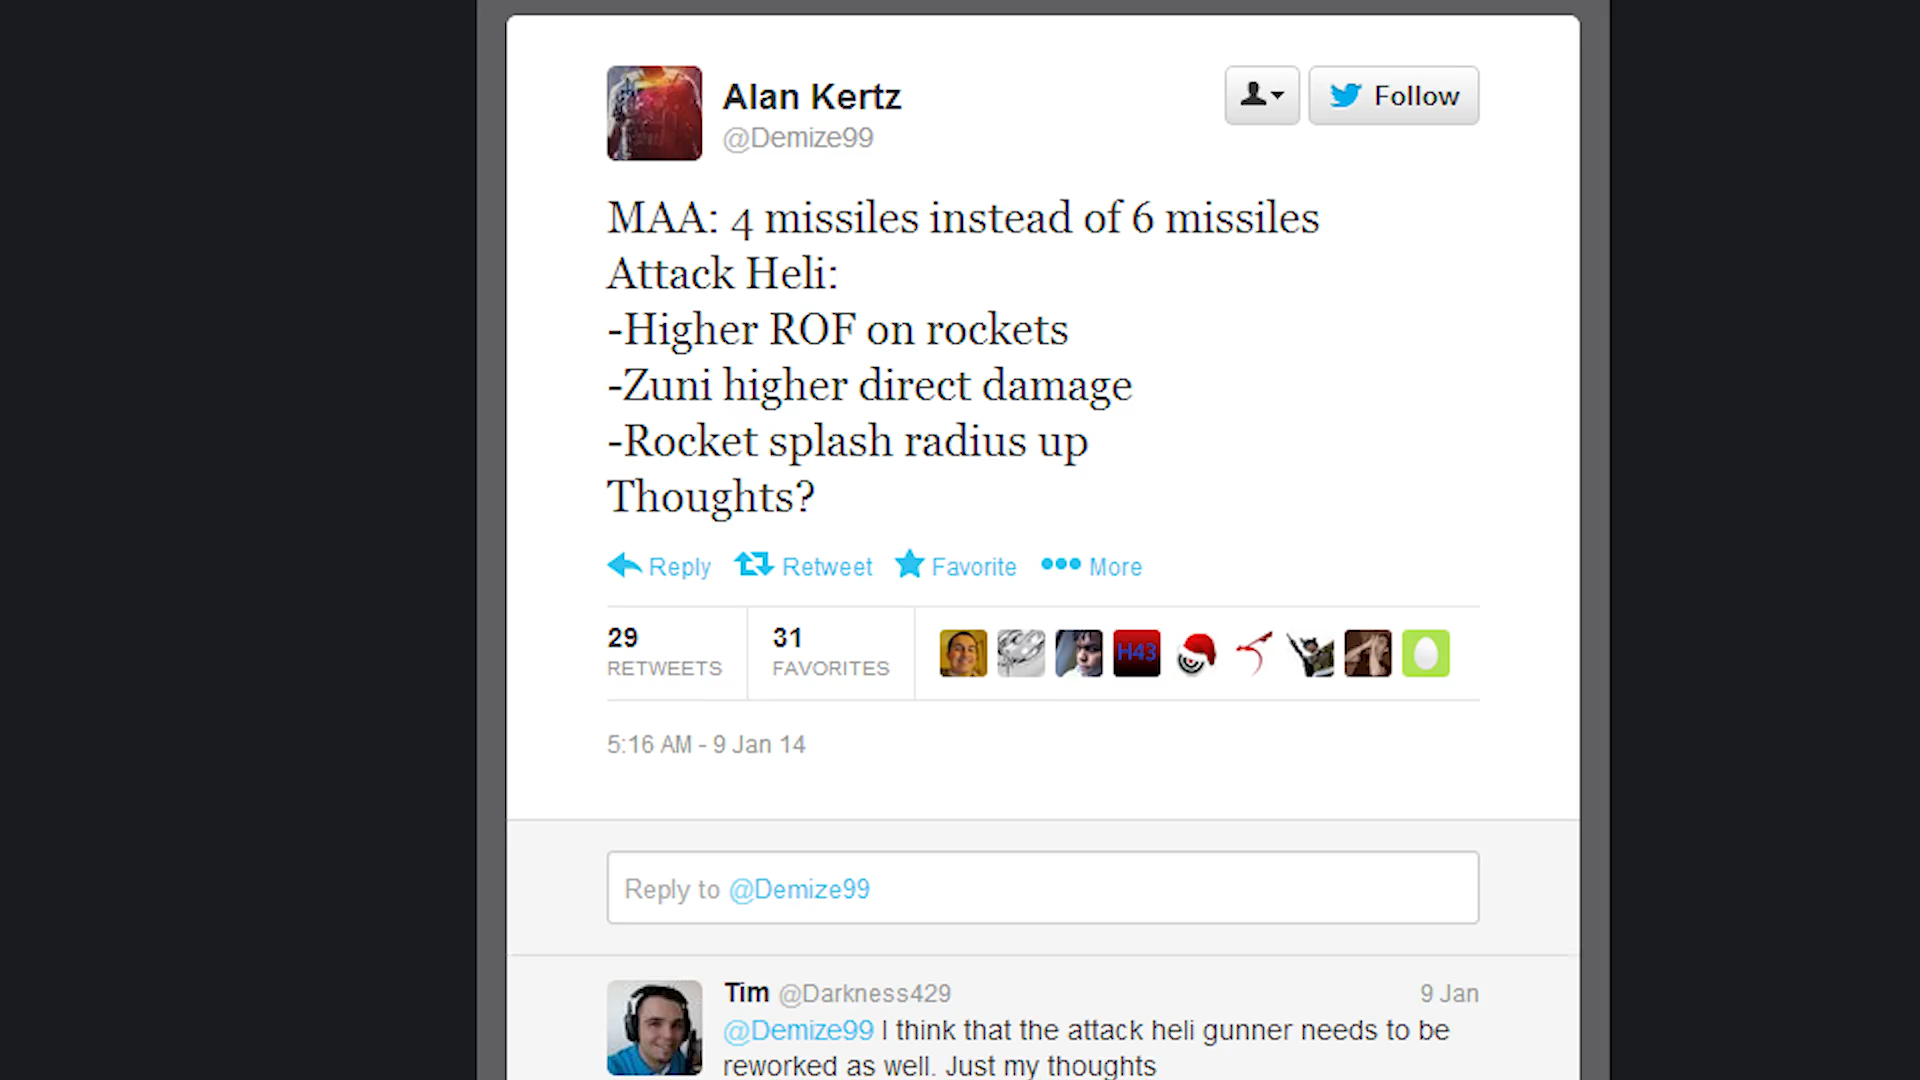 Alan Kertz
@Demize99
Follow
MAA: 4 missiles instead of 6 missiles
Attack Heli:
-Higher ROF on rockets
-Zuni higher direct damage
-Rocket splash radius up
Thoughts?
Reply Retweet Favorite More
29 RETWEETS
31 FAVORITES
H43
5:16 AM - 9 Jan 14
Reply to @Demize99
Tim @Darkness429 9 Jan
@Demize99 I think that the attack heli gunner needs to be
reworked as well. Just my thoughts